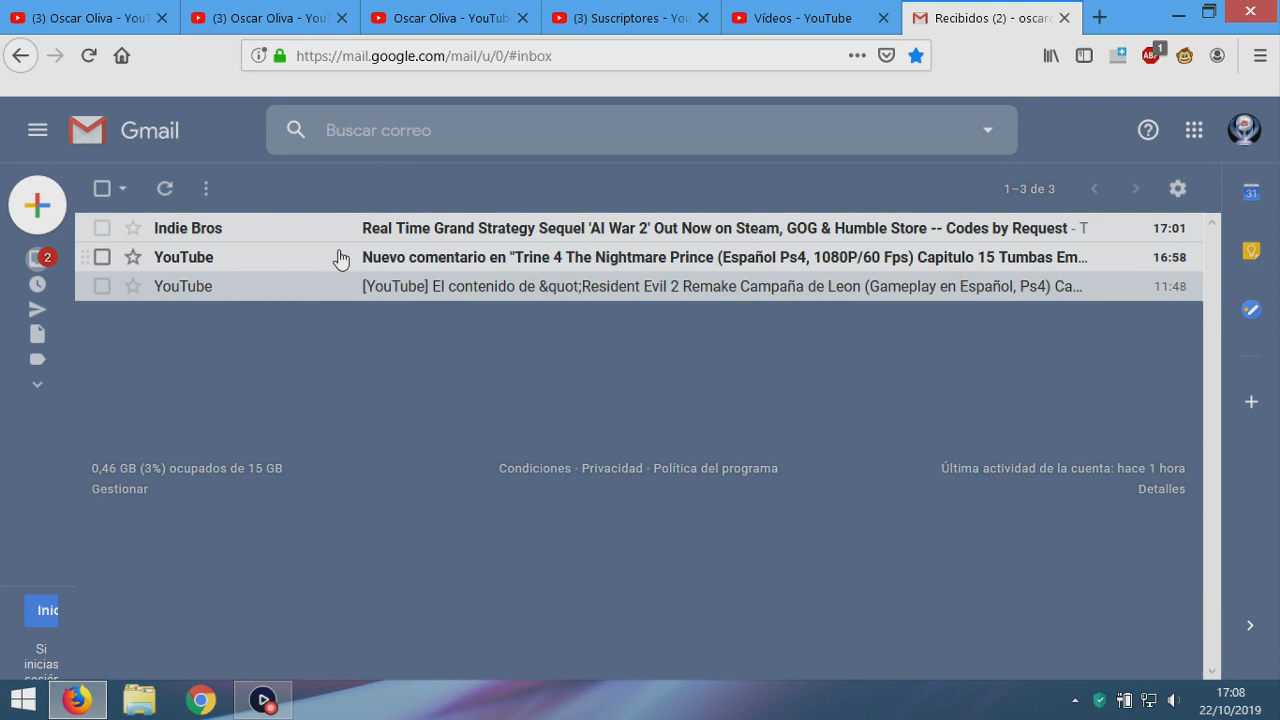 (3) Oscar Oliva - YouT
(3) Oscar Oliva - YouT
Oscar Oliva - YouTub
(3) Suscriptores - You
Vídeos - YouTube
Recibidos (2) - oscar
https://mail.google.com/mail/u/0/#inbox
ABP
1
Gmail
Buscar correo
1–3 de 3
31
Indie Bros
Real Time Grand Strategy Sequel 'AI War 2' Out Now on Steam, GOG & Humble Store -- Codes by Request - T
17:01
2
YouTube
Nuevo comentario en "Trine 4 The Nightmare Prince (Español Ps4, 1080P/60 Fps) Capitulo 15 Tumbas Em…
16:58
YouTube
[YouTube] El contenido de &quot;Resident Evil 2 Remake Campaña de Leon (Gameplay en Español, Ps4) Ca…
11:48
0,46 GB (3%) ocupados de 15 GB
Gestionar
Condiciones · Privacidad · Política del programa
Última actividad de la cuenta: hace 1 hora
Detalles
Inic
Si
inicias
sesión
17:08
22/10/2019